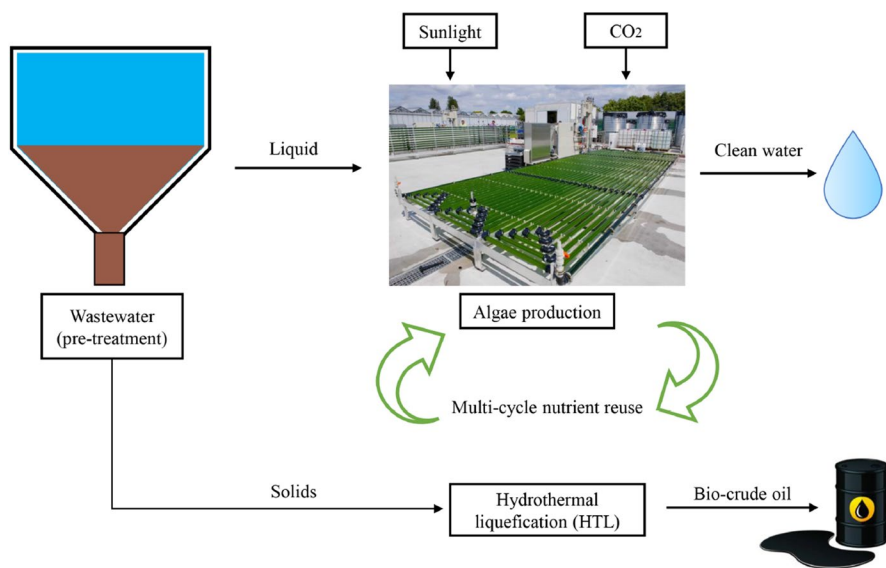 Sunlight
CO2
Liquid
Clean water
Wastewater
(pre-treatment)
Algae production
Multi-cycle nutrient reuse
Solids
Hydrothermal
liquefication (HTL)
Bio-crude oil